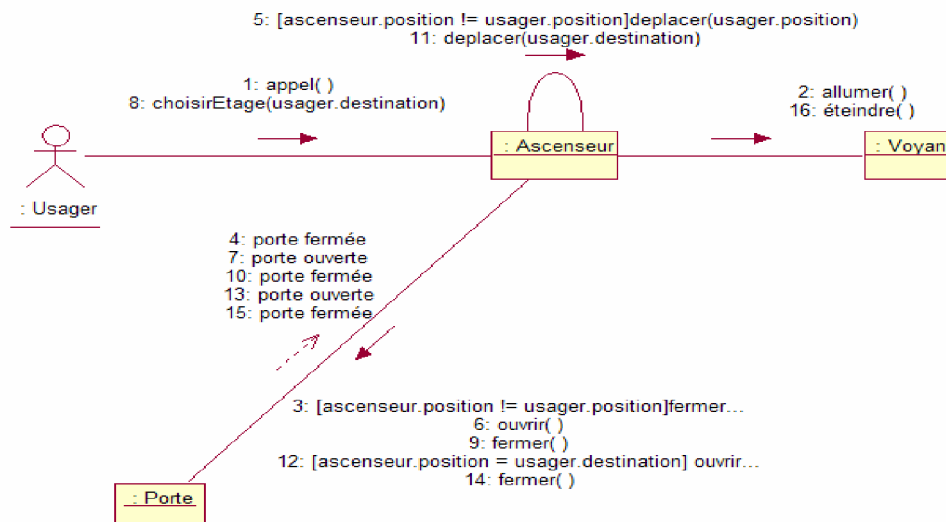 5: [ascenseur.position != usager.position]deplacer(usager.position)
11: deplacer(usager.destination)
1: appel( )
8: choisirEtage(usager.destination)
2: allumer( )
16: éteindre( )
: Ascenseur
: Voyan
: Usager
4: porte fermée
7: porte ouverte
10: porte fermée
13: porte ouverte
15: porte fermée
3: [ascenseur.position != usager.position]fermer...
6: ouvrir( )
9: fermer( )
12: [ascenseur.position = usager.destination] ouvrir...
14: fermer( )
: Porte